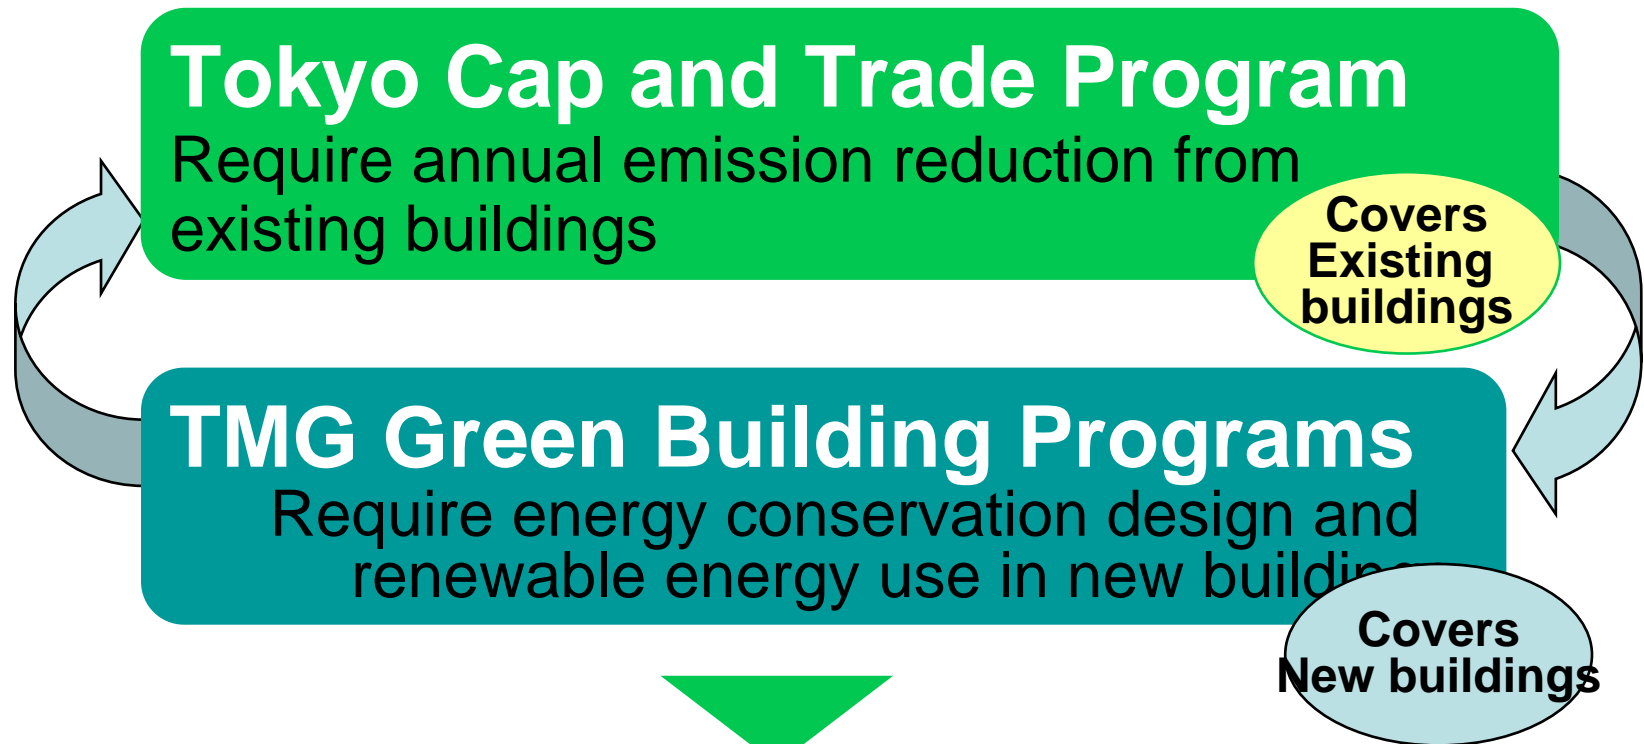 Tokyo Cap and Trade Program
Require annual emission reduction from
existing buildings
Covers
Existing
buildings
TMG Green Building Programs
Require energy conservation design and
renewable energy use in new
Covers
New buildings